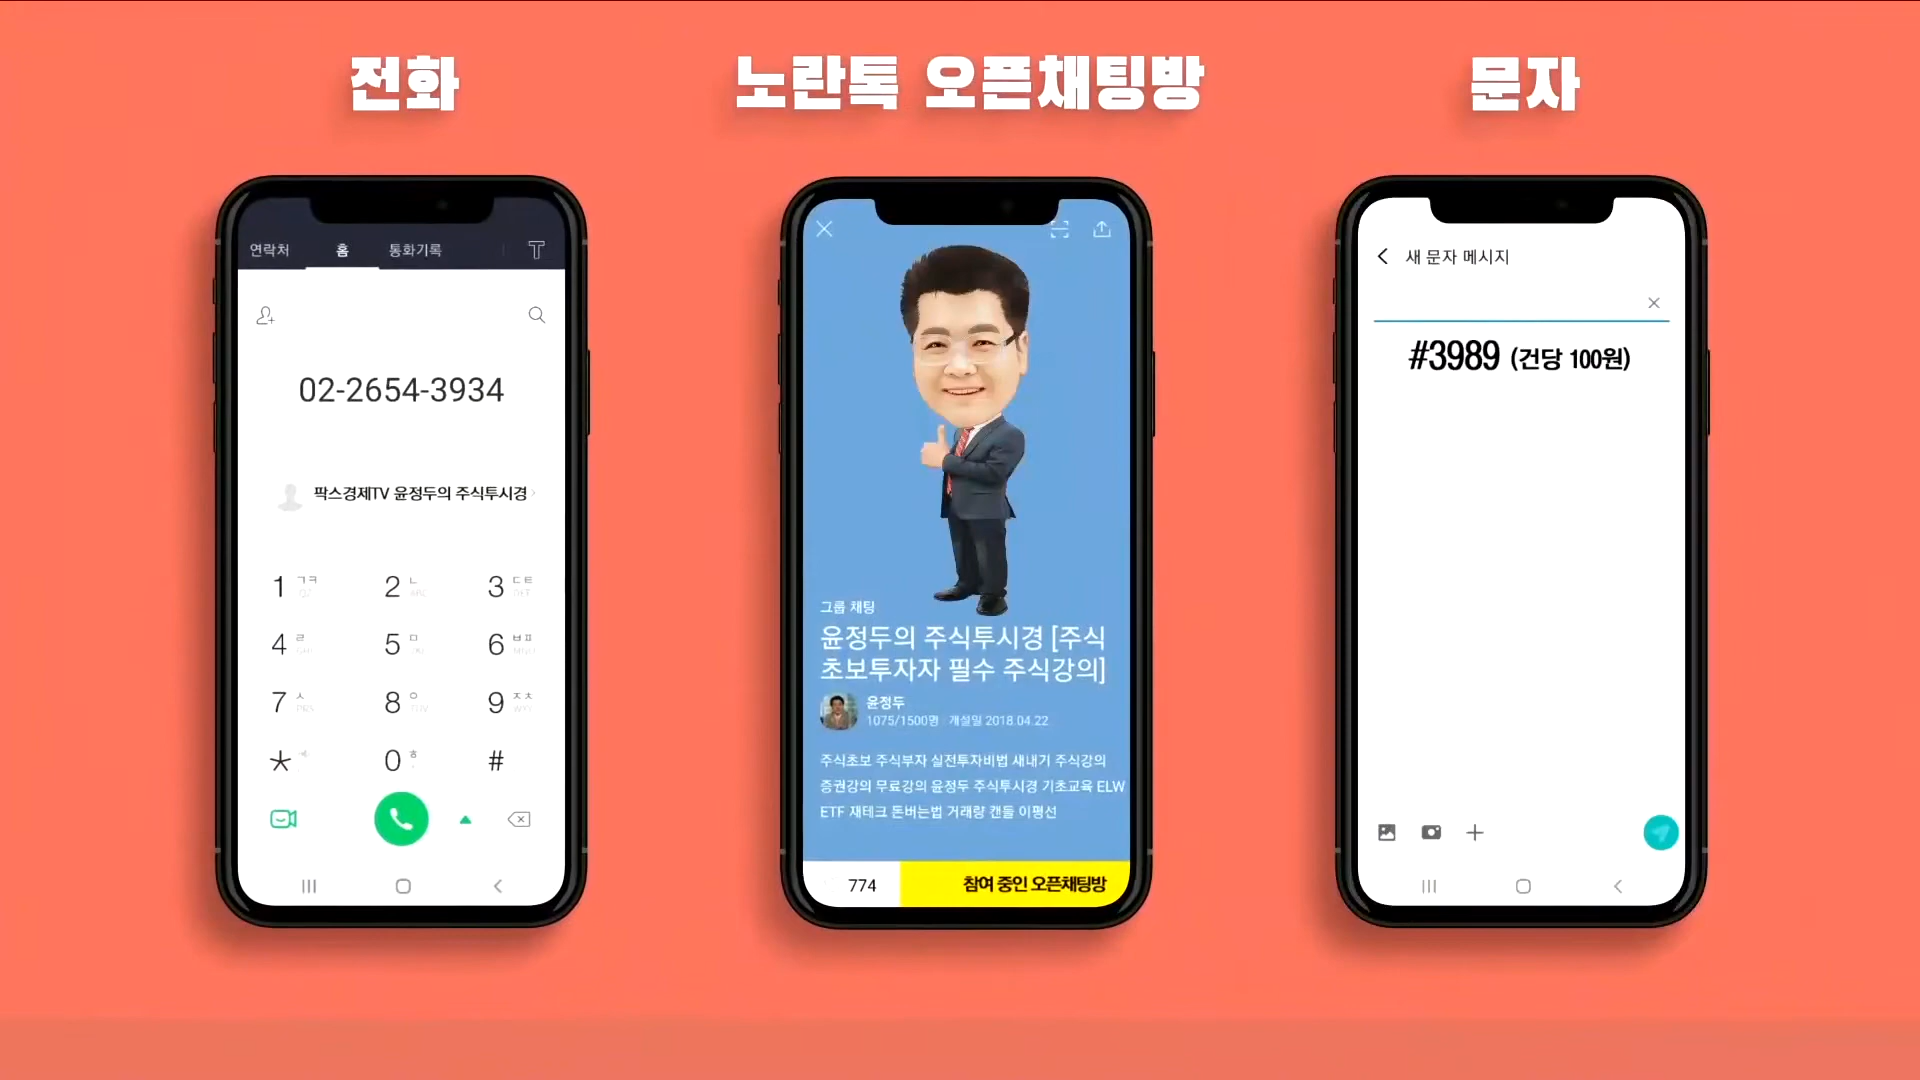 전화
노란톡 오픈채팅방
문자
연락처 홈 통화기록 T
02-2654-3934
팍스경제TV 윤정두의 주식투시경
1 ㄱㅋ
2 ㄴ
3 ㄷㅌ
4 ㄹ
5 ㅁ
6 ㅂㅍ
7 ㅅ
8 ㅇ
9 ㅈㅊ
*
0 ㅎ
#
그룹 채팅
윤정두의 주식투시경 [주식
초보투자자 필수 주식강의]
윤정두
1075/1500명 개설일 2018.04.22
주식초보 주식부자 실전투자비법 새내기 주식강의
증권강의 무료강의 윤정두 주식투시경 기초교육 ELW
ETF 재테크 돈버는법 거래량 캔들 이평선
774 참여 중인 오픈채팅방
새 문자 메시지
#3989 (건당 100원)